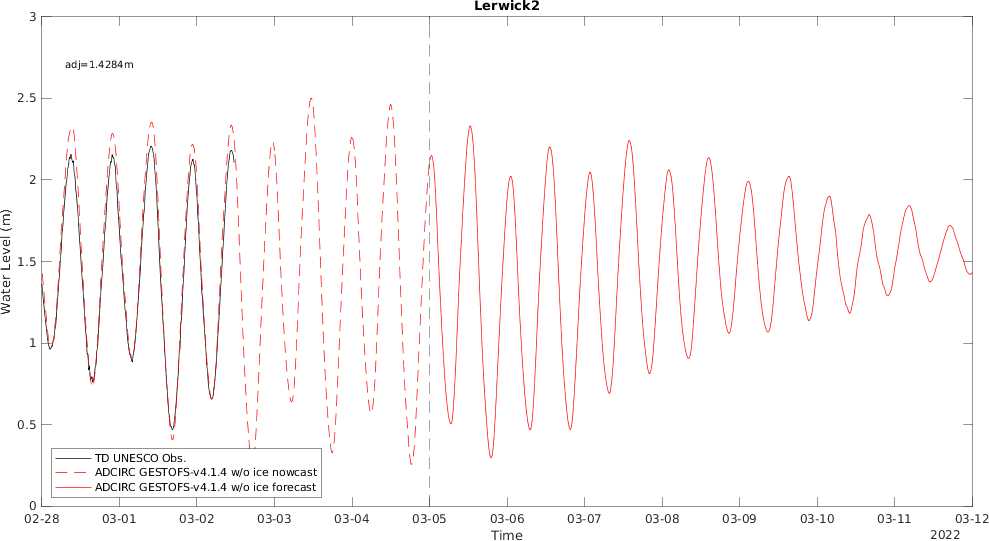 Lerwick2
3
adj=1.4284m
2.5
2
1.5
1
0.5
0
Water Level (m)
TD UNESCO Obs.
ADCIRC GESTOFS-v4.1.4 w/o ice nowcast
ADCIRC GESTOFS-v4.1.4 w/o ice forecast
02-28 03-01 03-02 03-03 03-04 03-05 03-06 03-07 03-08 03-09 03-10 03-11 03-12
Time
2022